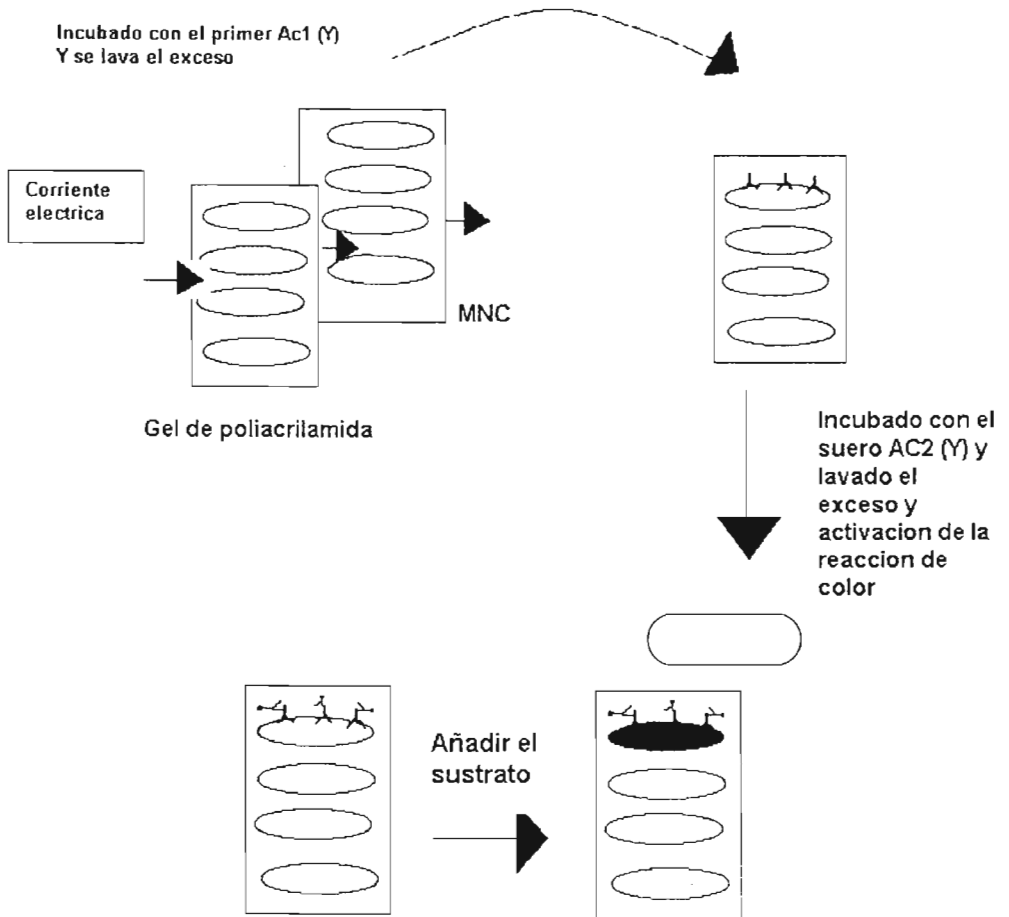 Incubado con el primer Ac1 (Y)
Y se lava el exceso
Corriente
electrica
MNC
Gel de poliacrilamida
Incubado con el
suero AC2 (Y) y
lavado el
exceso y
activacion de la
reaccion de
color
Añadir el
sustrato